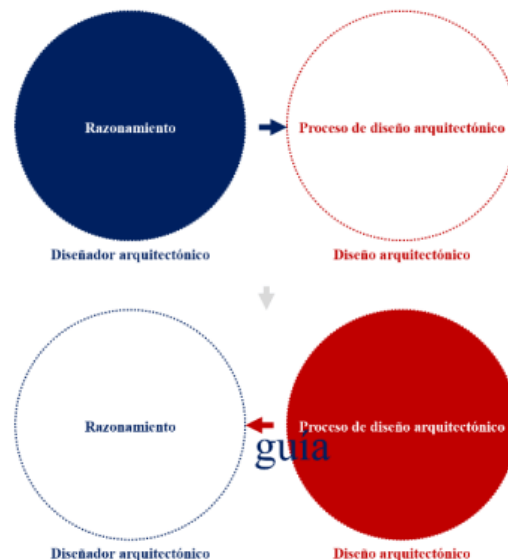 Razonamiento
Proceso de diseño arquitectónico
Diseñador arquitectónico
Diseño arquitectónico
Razonamiento
Proceso de diseño arquitectónico
guía
Diseñador arquitectónico
Diseño arquitectónico